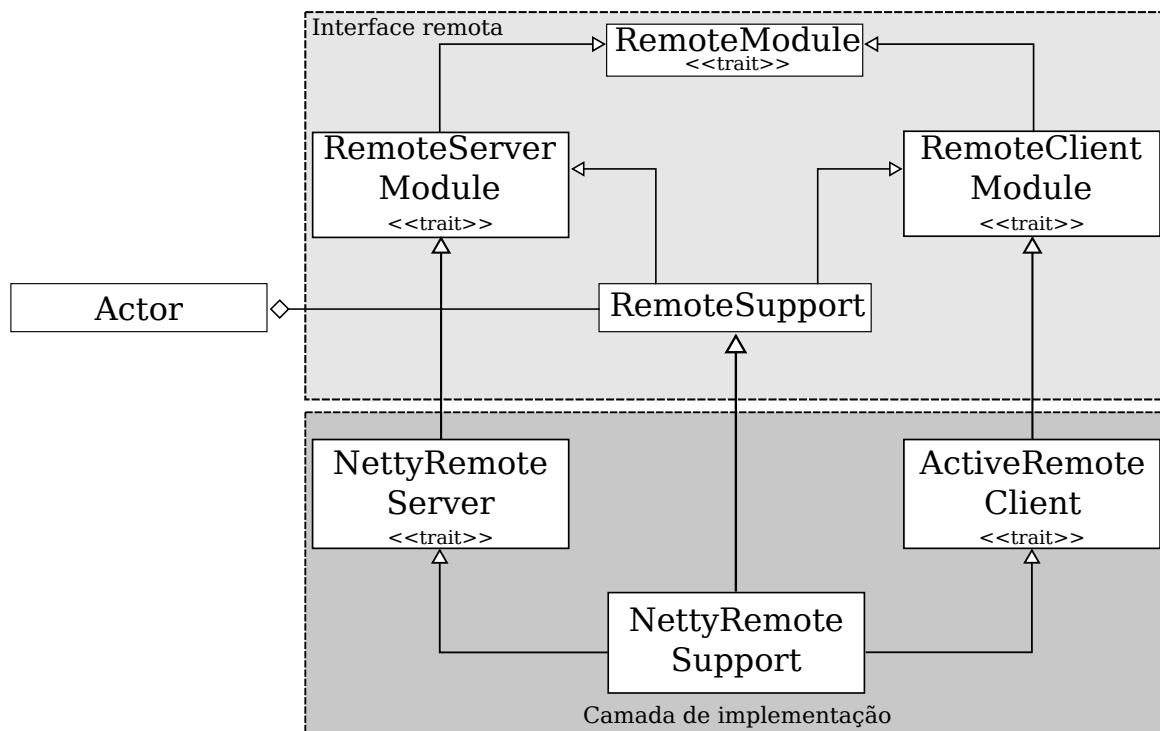 Interface remota
RemoteModule
<<trait>>
RemoteServer
Module
<<trait>>
RemoteClient
Module
<<trait>>
Actor
RemoteSupport
NettyRemote
Server
<<trait>>
ActiveRemote
Client
<<trait>>
NettyRemote
Support
Camada de implementação